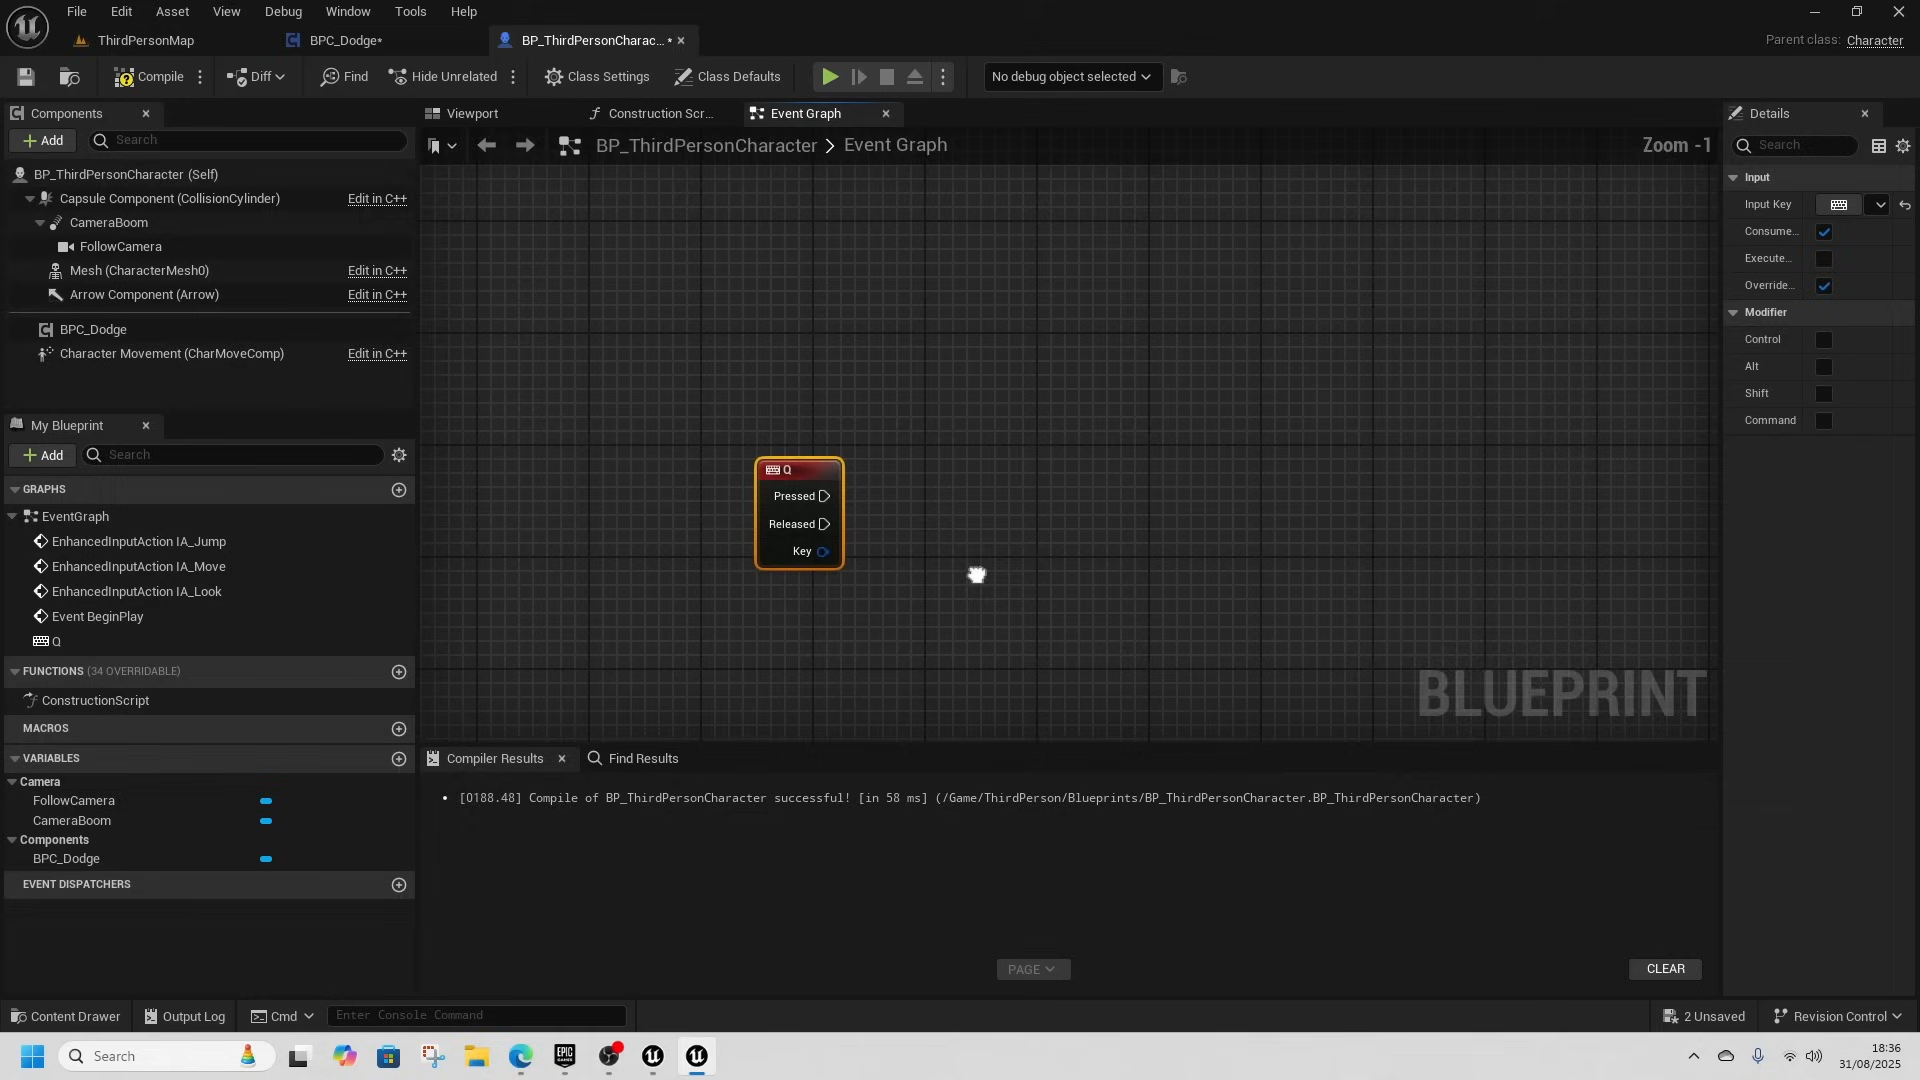 File Edit Asset View Debug Window Tools Help
ThirdPersonMap
BPC_Dodge*
BP_ThirdPersonCharac... *
Parent class: Character
Compile
Diff
Find
Hide Unrelated
Class Settings
Class Defaults
No debug object selected
Components
Add
Search
BP_ThirdPersonCharacter (Self)
Capsule Component (CollisionCylinder) Edit in C++
CameraBoom
FollowCamera
Mesh (CharacterMesh0) Edit in C++
Arrow Component (Arrow) Edit in C++
BPC_Dodge
Character Movement (CharMoveComp) Edit in C++
My Blueprint
Add
Search
GRAPHS
EventGraph
EnhancedInputAction IA_Jump
EnhancedInputAction IA_Move
EnhancedInputAction IA_Look
Event BeginPlay
Q
FUNCTIONS (34 OVERRIDABLE)
ConstructionScript
MACROS
VARIABLES
Camera
FollowCamera
CameraBoom
Components
BPC_Dodge
EVENT DISPATCHERS
Viewport
Construction Scr...
Event Graph
BP_ThirdPersonCharacter > Event Graph
Zoom -1
Q
Pressed
Released
Key
BLUEPRINT
Compiler Results
Find Results
[0188.48] Compile of BP_ThirdPersonCharacter successful! [in 58 ms] (/Game/ThirdPerson/Blueprints/BP_ThirdPersonCharacter.BP_ThirdPersonCharacter)
PAGE
CLEAR
Details
Search
Input
Input Key
Consume...
Execute...
Override...
Modifier
Control
Alt
Shift
Command
Content Drawer
Output Log
Cmd
Enter Console Command
2 Unsaved
Revision Control
Search
EPIC GAMES
18:36
31/08/2025